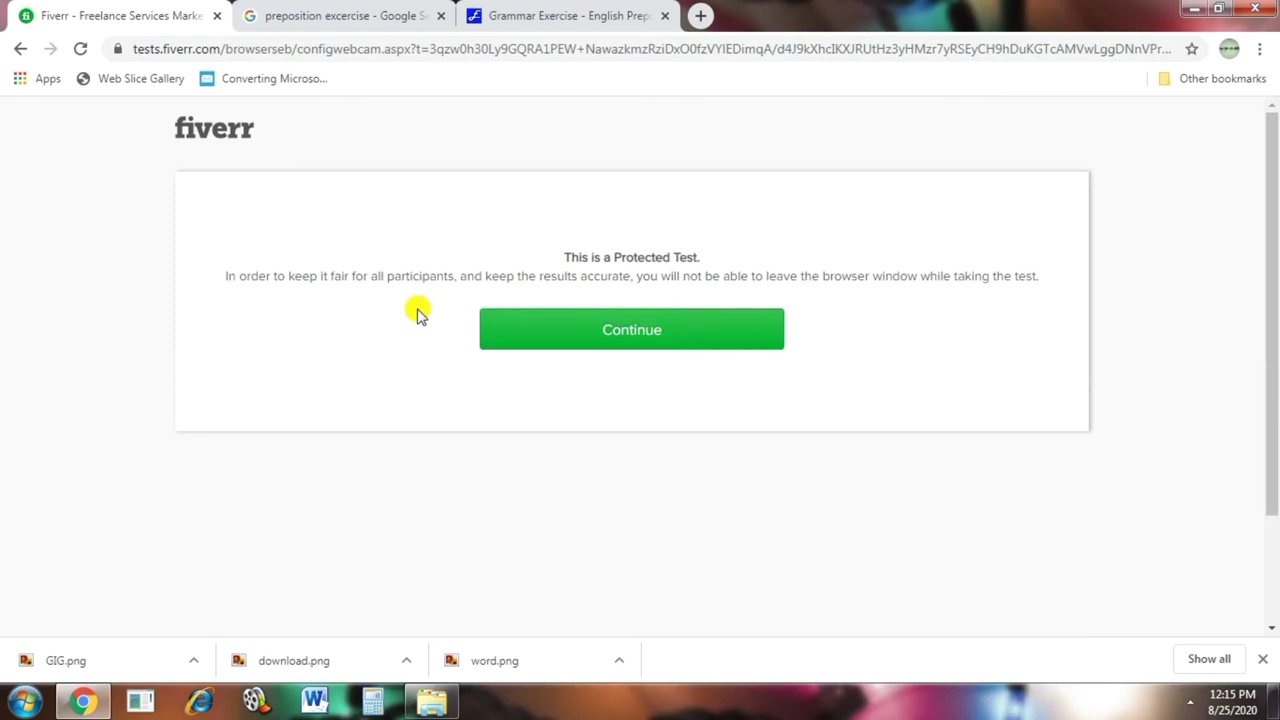 Fiverr - Freelance Services Marke
preposition excercise - Google Se
Grammar Exercise - English Prepo
tests.fiverr.com/browserseb/configwebcam.aspx?t=3qzw0h30Ly9GQRA1PEW+NawazkmzRziDxO0fzVYIEDimqA/d4J9kXhcIKXJRUtHz3yHMzr7yRSEyCH9hDuKGTcAMVwLggDNnVPr...
Apps
Web Slice Gallery
Converting Microso...
Other bookmarks
fiverr
This is a Protected Test.
In order to keep it fair for all participants, and keep the results accurate, you will not be able to leave the browser window while taking the test.
Continue
GIG.png
download.png
word.png
Show all
12:15 PM
8/25/2020